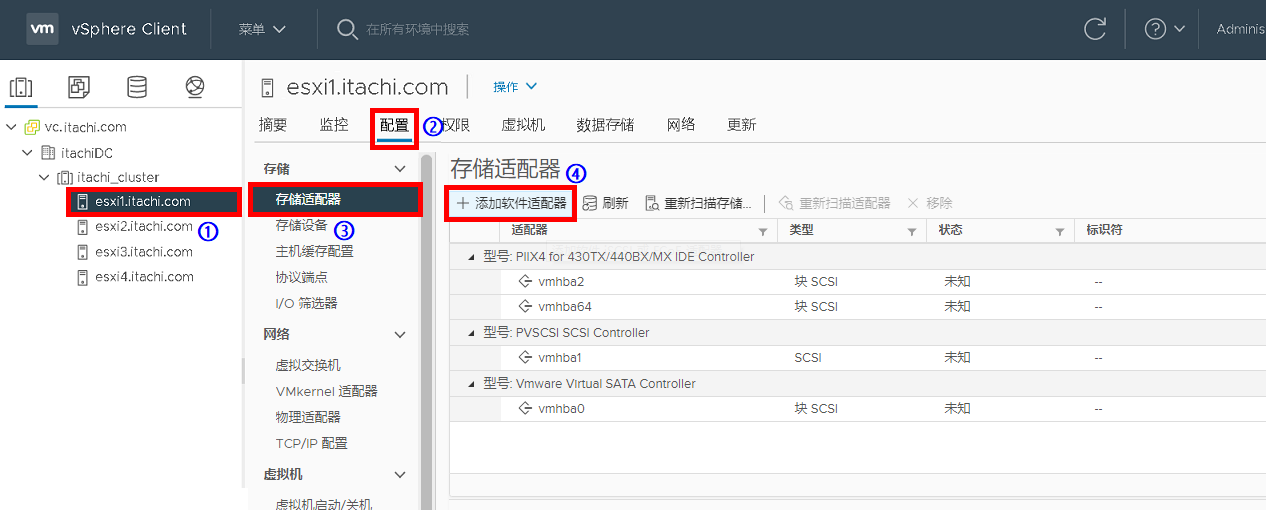 vm vSphere Client 菜单 在所有环境中搜索 Adminis
vc.itachi.com
itachiDC
itachi_cluster
esxi1.itachi.com
esxi2.itachi.com ①
esxi3.itachi.com
esxi4.itachi.com
esxi1.itachi.com 操作
摘要 监控 配置 ② 权限 虚拟机 数据存储 网络 更新
存储
存储适配器
存储设备 ③
主机缓存配置
协议端点
I/O 筛选器
网络
虚拟交换机
VMkernel 适配器
物理适配器
TCP/IP 配置
虚拟机
虚拟机启动/关机
存储适配器 ④
+ 添加软件适配器 刷新 重新扫描存储... 重新扫描适配器 × 移除
适配器 类型 状态 标识符
型号: PIIX4 for 430TX/440BX/MX IDE Controller
vmhba2 块 SCSI 未知 --
vmhba64 块 SCSI 未知 --
型号: PVSCSI SCSI Controller
vmhba1 SCSI 未知 --
型号: Vmware Virtual SATA Controller
vmhba0 块 SCSI 未知 --